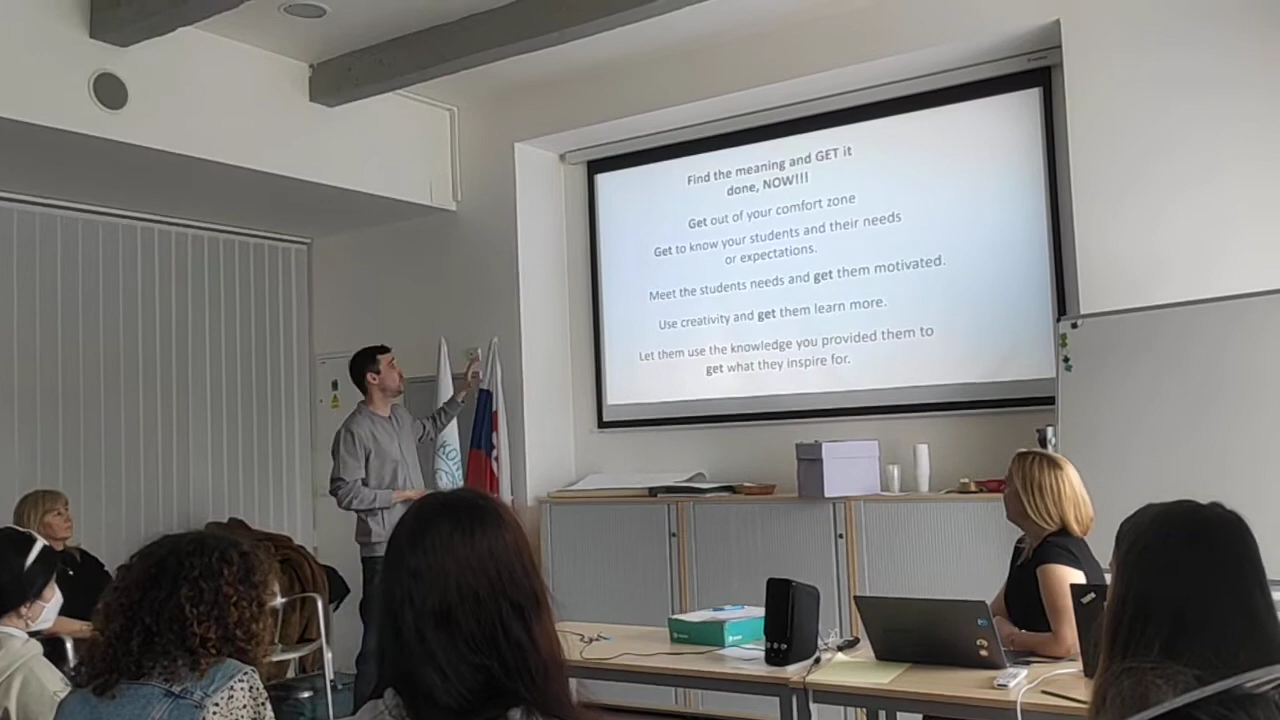 Find the meaning and GET it
done, NOW!!!
Get out of your comfort zone
Get to know your students and their needs
or expectations.
Meet the students needs and get them motivated.
Use creativity and get them learn more.
Let them use the knowledge you provided them to
get what they inspire for.